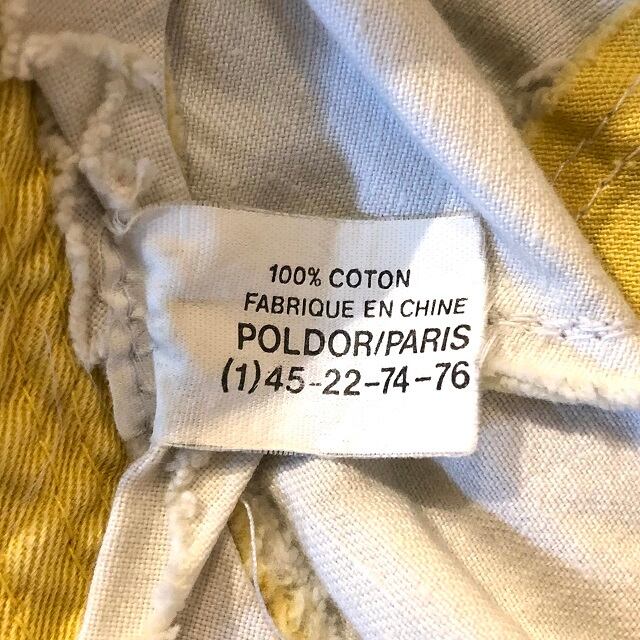 100% COTON
FABRIQUE EN CHINE
POLDOR/PARIS
(1)45-22-74-76